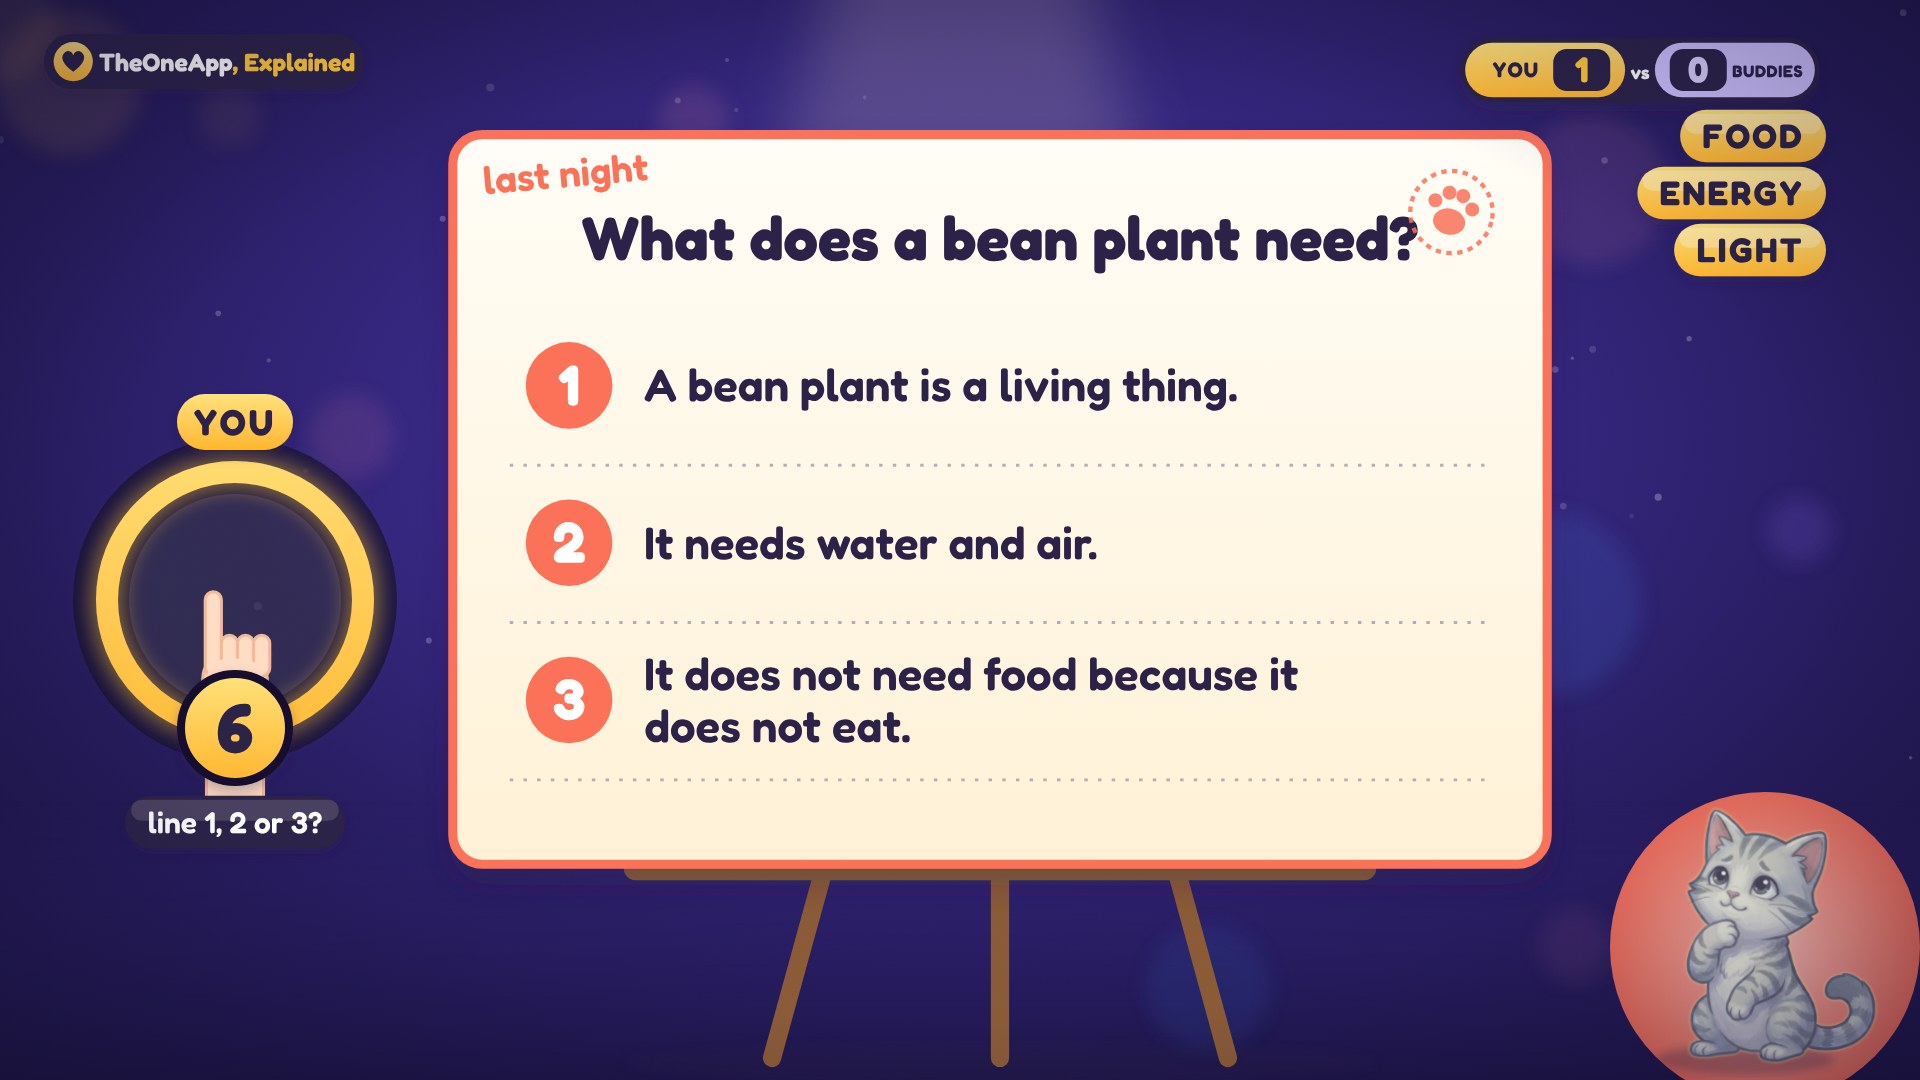 TheOneApp, Explained
YOU 1 vs 0 BUDDIES
FOOD
ENERGY
LIGHT
last night
What does a bean plant need?
1 A bean plant is a living thing.
2 It needs water and air.
3 It does not need food because it
does not eat.
YOU
6
line 1, 2 or 3?